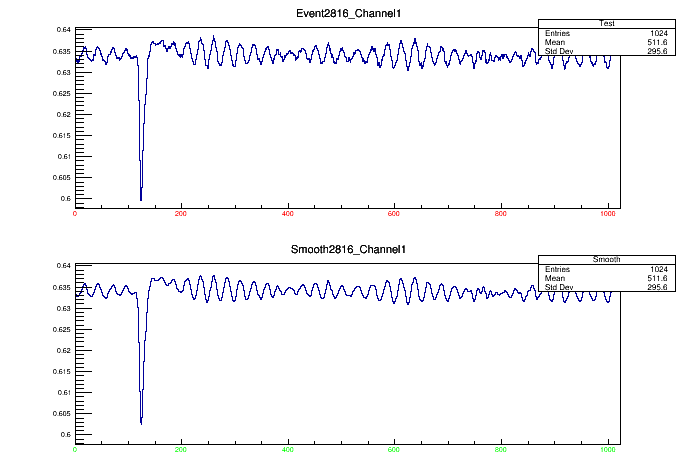 Event2816_Channel1
Test
Entries 1024
Mean 511.6
Std Dev 295.6
0.64
0.635
0.63
0.625
0.62
0.615
0.61
0.605
0.6
0 200 400 600 800 1000
Smooth2816_Channel1
Smooth
Entries 1024
Mean 511.6
Std Dev 295.6
0.64
0.635
0.63
0.625
0.62
0.615
0.61
0.605
0.6
0 200 400 600 800 1000